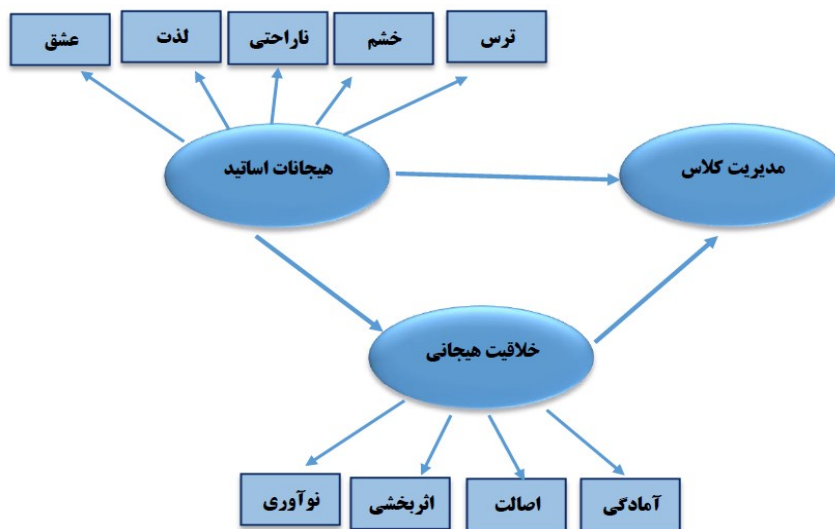 ترس
خشم
ناراحتی
لذت
عشق
هیجانات اساتید
مدیریت کلاس
خلاقیت هیجانی
آمادگی
اصالت
اثربخشی
نوآوری